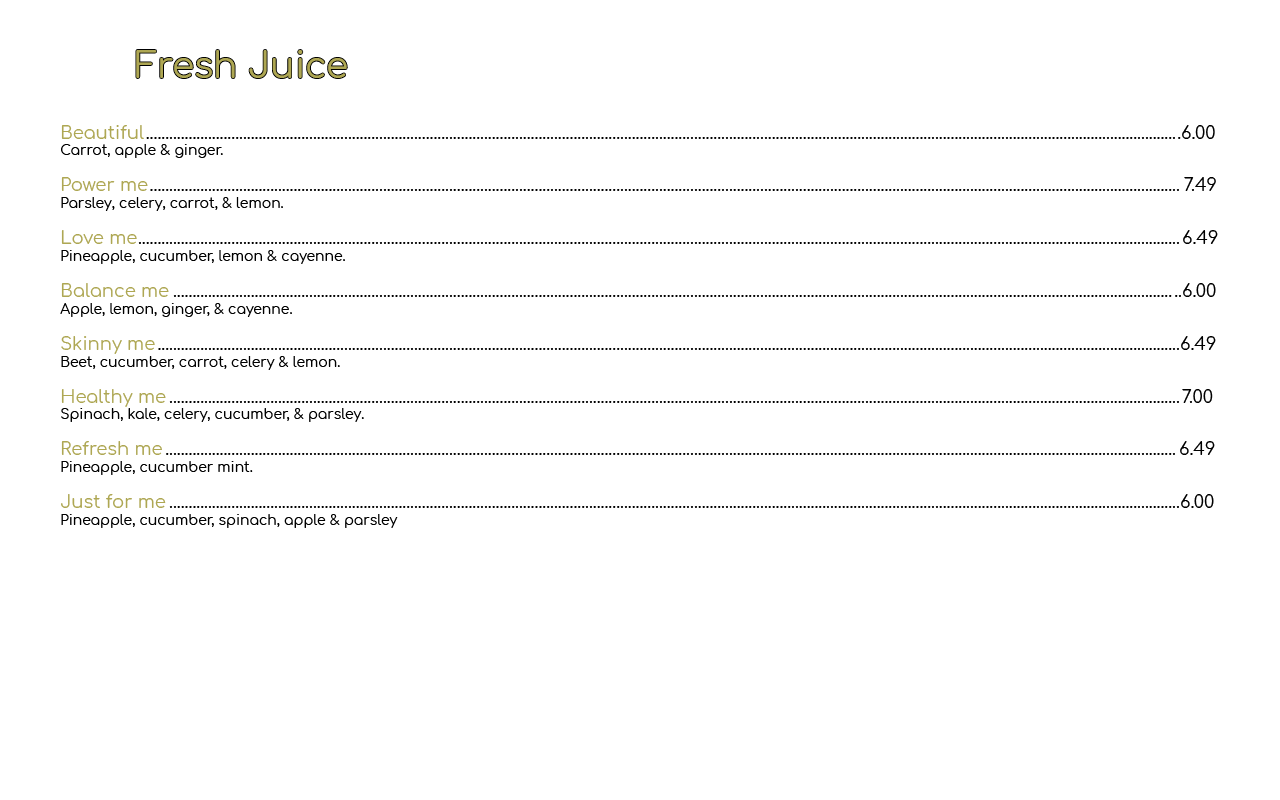 Fresh Juice
Beautiful........................................................................................................................6.00
Carrot, apple & ginger.
Power me........................................................................................................................ 7.49
Parsley, celery, carrot, & lemon.
Love me........................................................................................................................ 6.49
Pineapple, cucumber, lemon & cayenne.
Balance me ........................................................................................................................6.00
Apple, lemon, ginger, & cayenne.
Skinny me........................................................................................................................6.49
Beet, cucumber, carrot, celery & lemon.
Healthy me ........................................................................................................................ 7.00
Spinach, kale, celery, cucumber, & parsley.
Refresh me ........................................................................................................................ 6.49
Pineapple, cucumber mint.
Just for me ........................................................................................................................6.00
Pineapple, cucumber, spinach, apple & parsley